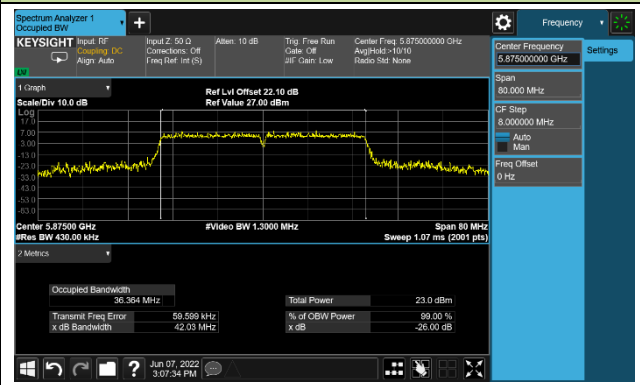 Spectrum Analyzer 1
Occupied BW
+
Frequency
KEYSIGHT Input: RF
Coupling: DC
Align: Auto
Input Z: 50 Ω
Corrections: Off
Freq Ref: Int (S)
Atten: 10 dB
Trig: Free Run
Gate: Off
#IF Gain: Low
Center Freq: 5.875000000 GHz
Avg|Hold:>10/10
Radio Std: None
Center Frequency
5.875000000 GHz
Settings
Span
80.000 MHz
CF Step
8.000000 MHz
Auto
Man
Freq Offset
0 Hz
1 Graph
Scale/Div 10.0 dB
Ref Lvl Offset 22.10 dB
Ref Value 27.00 dBm
Log
17.0
7.00
-3.00
-13.0
-23.0
-33.0
-43.0
-53.0
-63.0
Center 5.87500 GHz
#Res BW 430.00 kHz
#Video BW 1.3000 MHz
Span 80 MHz
Sweep 1.07 ms (2001 pts)
2 Metrics
Occupied Bandwidth
36.364 MHz
Total Power 23.0 dBm
Transmit Freq Error 59.599 kHz
% of OBW Power 99.00 %
x dB Bandwidth 42.03 MHz
x dB -26.00 dB
?
Jun 07, 2022
3:07:34 PM